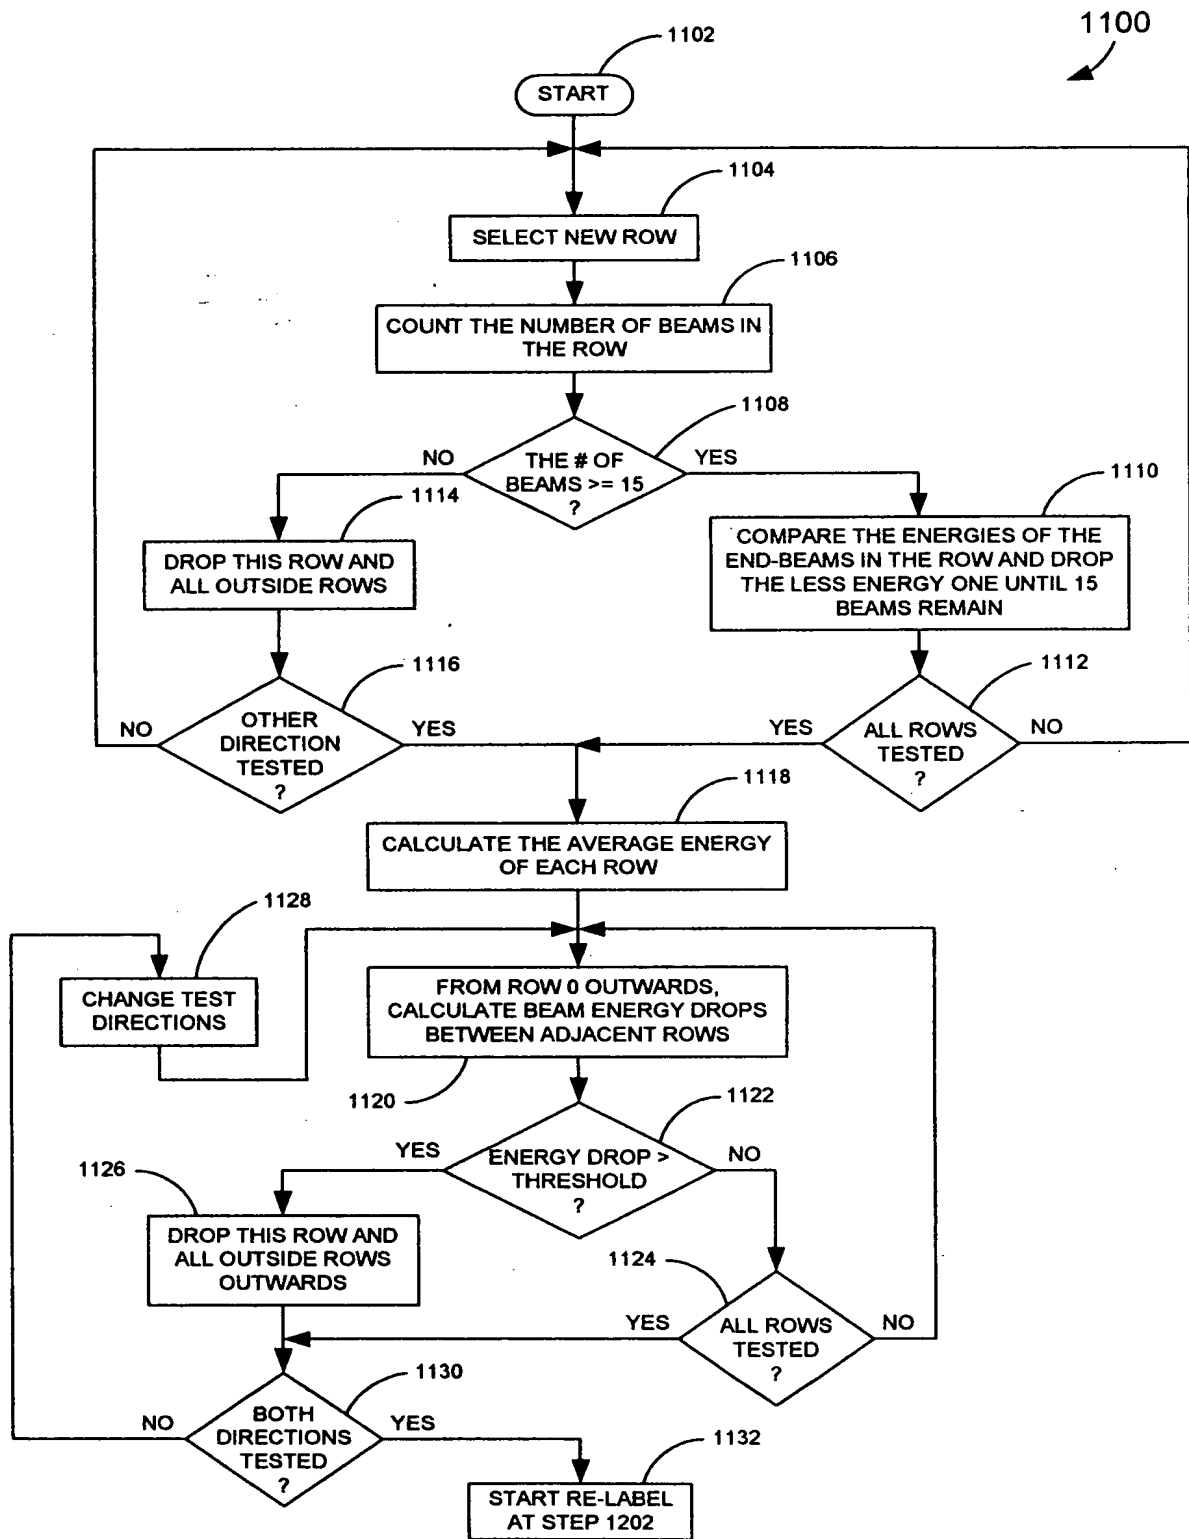 1100
1102
START
1104
SELECT NEW ROW
1106
COUNT THE NUMBER OF BEAMS IN
THE ROW
1108
THE # OF
BEAMS >= 15
?
NO
YES
1114
DROP THIS ROW AND
ALL OUTSIDE ROWS
1110
COMPARE THE ENERGIES OF THE
END-BEAMS IN THE ROW AND DROP
THE LESS ENERGY ONE UNTIL 15
BEAMS REMAIN
1116
OTHER
DIRECTION
TESTED
?
NO
YES
1112
ALL ROWS
TESTED
?
YES
NO
1118
CALCULATE THE AVERAGE ENERGY
OF EACH ROW
1128
CHANGE TEST
DIRECTIONS
FROM ROW 0 OUTWARDS,
CALCULATE BEAM ENERGY DROPS
BETWEEN ADJACENT ROWS
1120
1122
ENERGY DROP >
THRESHOLD
?
YES
NO
1126
DROP THIS ROW AND
ALL OUTSIDE ROWS
OUTWARDS
1124
ALL ROWS
TESTED
?
YES
NO
1130
BOTH
DIRECTIONS
TESTED
?
NO
YES
1132
START RE-LABEL
AT STEP 1202